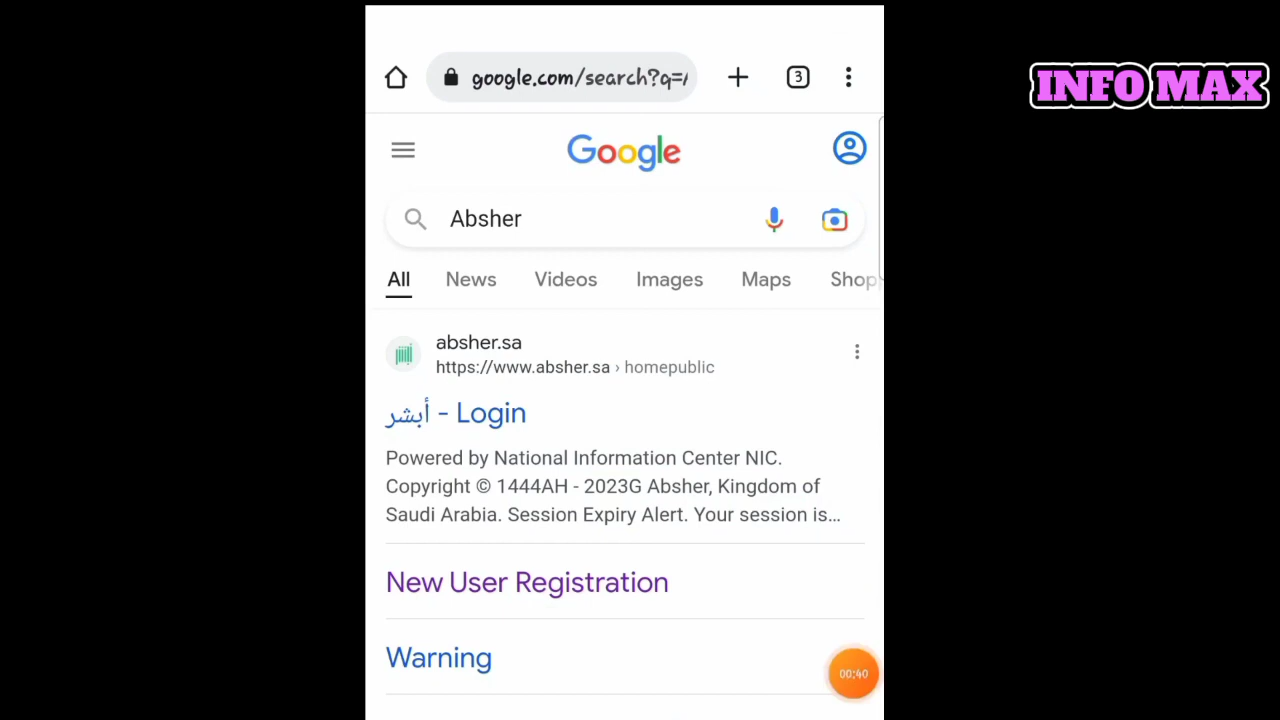 INFO MAX
google.com/search?q=
3
Google
Absher
All News Videos Images Maps Shop
absher.sa
https://www.absher.sa › homepublic
أبشر - Login
Powered by National Information Center NIC.
Copyright © 1444AH - 2023G Absher, Kingdom of
Saudi Arabia. Session Expiry Alert. Your session is...
New User Registration
Warning
00:40